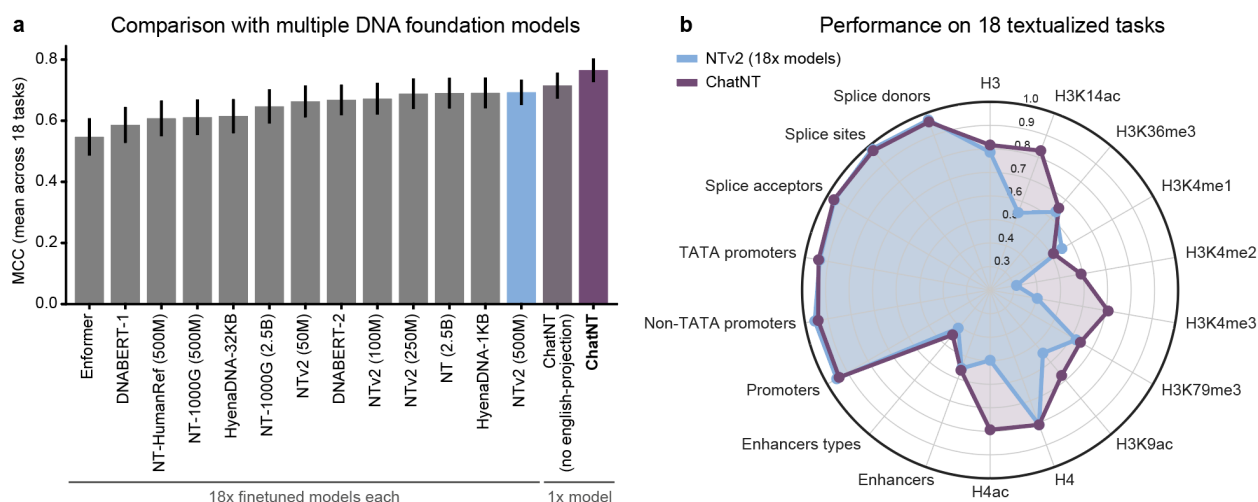 a
Comparison with multiple DNA foundation models
MCC (mean across 18 tasks)
0.8
0.6
0.4
0.2
0.0
Enformer
DNABERT-1
NT-HumanRef (500M)
NT-1000G (500M)
HyenaDNA-32KB
NT-1000G (2.5B)
NTv2 (50M)
DNABERT-2
NTv2 (100M)
NTv2 (250M)
NT (2.5B)
HyenaDNA-1KB
NTv2 (500M)
ChatNT
(no english-projection)
ChatNT
18x finetuned models each
1x model
b
Performance on 18 textualized tasks
NTv2 (18x models)
ChatNT
H3
H3K14ac
H3K36me3
H3K4me1
H3K4me2
H3K4me3
H3K79me3
H3K9ac
H4
H4ac
Enhancers
Enhancers types
Promoters
Non-TATA promoters
TATA promoters
Splice acceptors
Splice sites
Splice donors
1.0
0.9
0.8
0.7
0.6
0.5
0.4
0.3